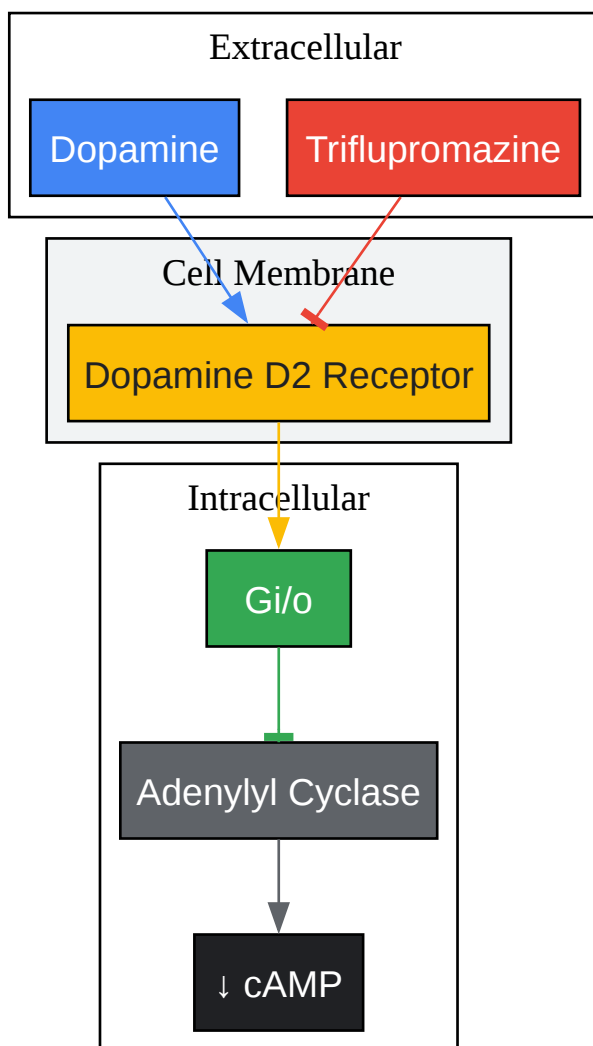 Extracellular
Dopamine
Triflupromazine
Cell Membrane
Dopamine D2 Receptor
Intracellular
Gi/o
Adenylyl Cyclase
↓ cAMP